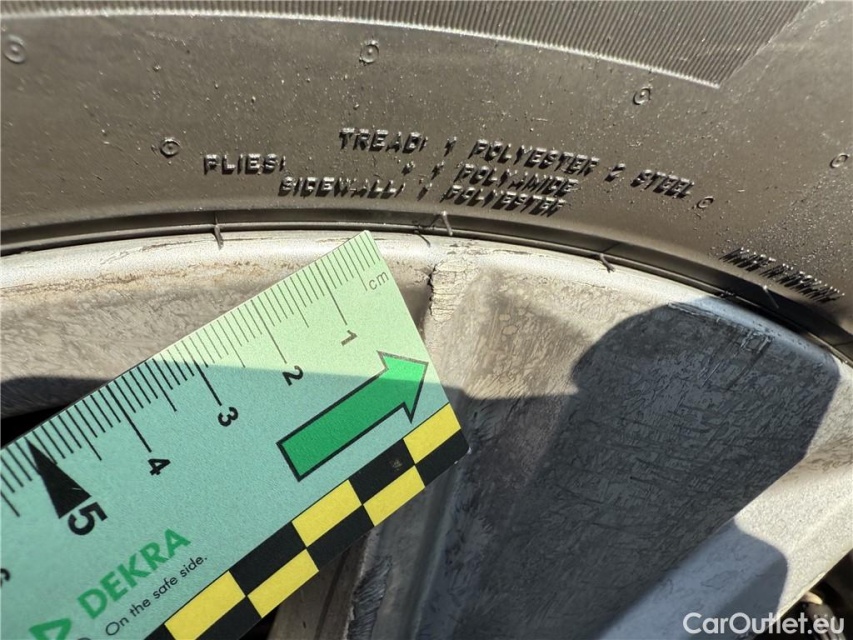 TREAD: 1 POLYESTER 2 STEEL
+ 1 POLYAMIDE
PLIES:
SIDEWALL: 1 POLYESTER
cm
1
2
3
4
5
DEKRA
On the safe side.
CarOutlet.eu